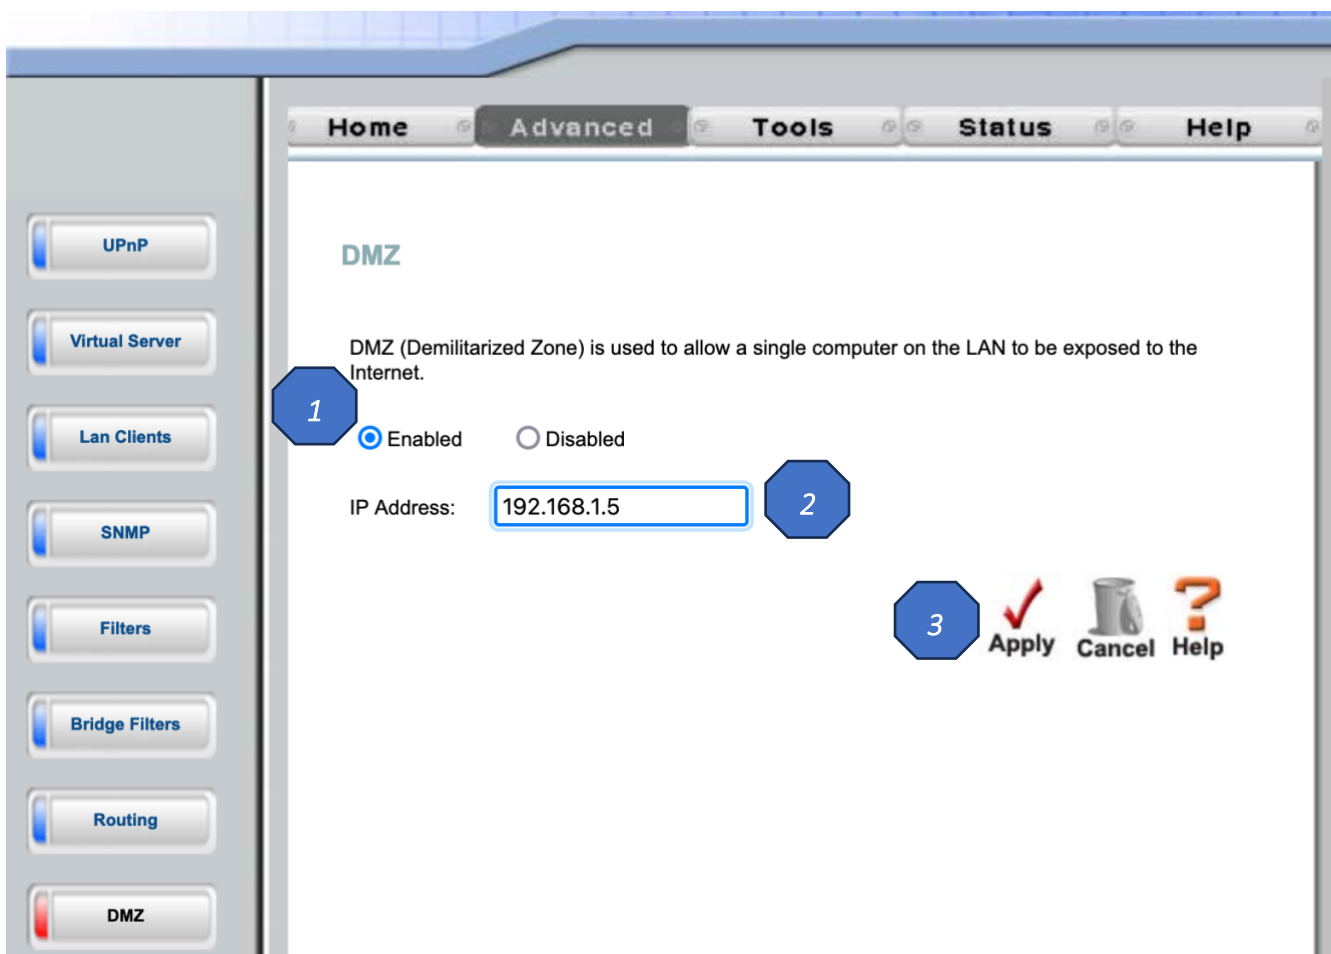 Home Advanced Tools Status Help
UPnP
Virtual Server
Lan Clients
SNMP
Filters
Bridge Filters
Routing
DMZ
DMZ
DMZ (Demilitarized Zone) is used to allow a single computer on the LAN to be exposed to the
Internet.
1
Enabled Disabled
IP Address: 192.168.1.5 2
3 Apply Cancel Help